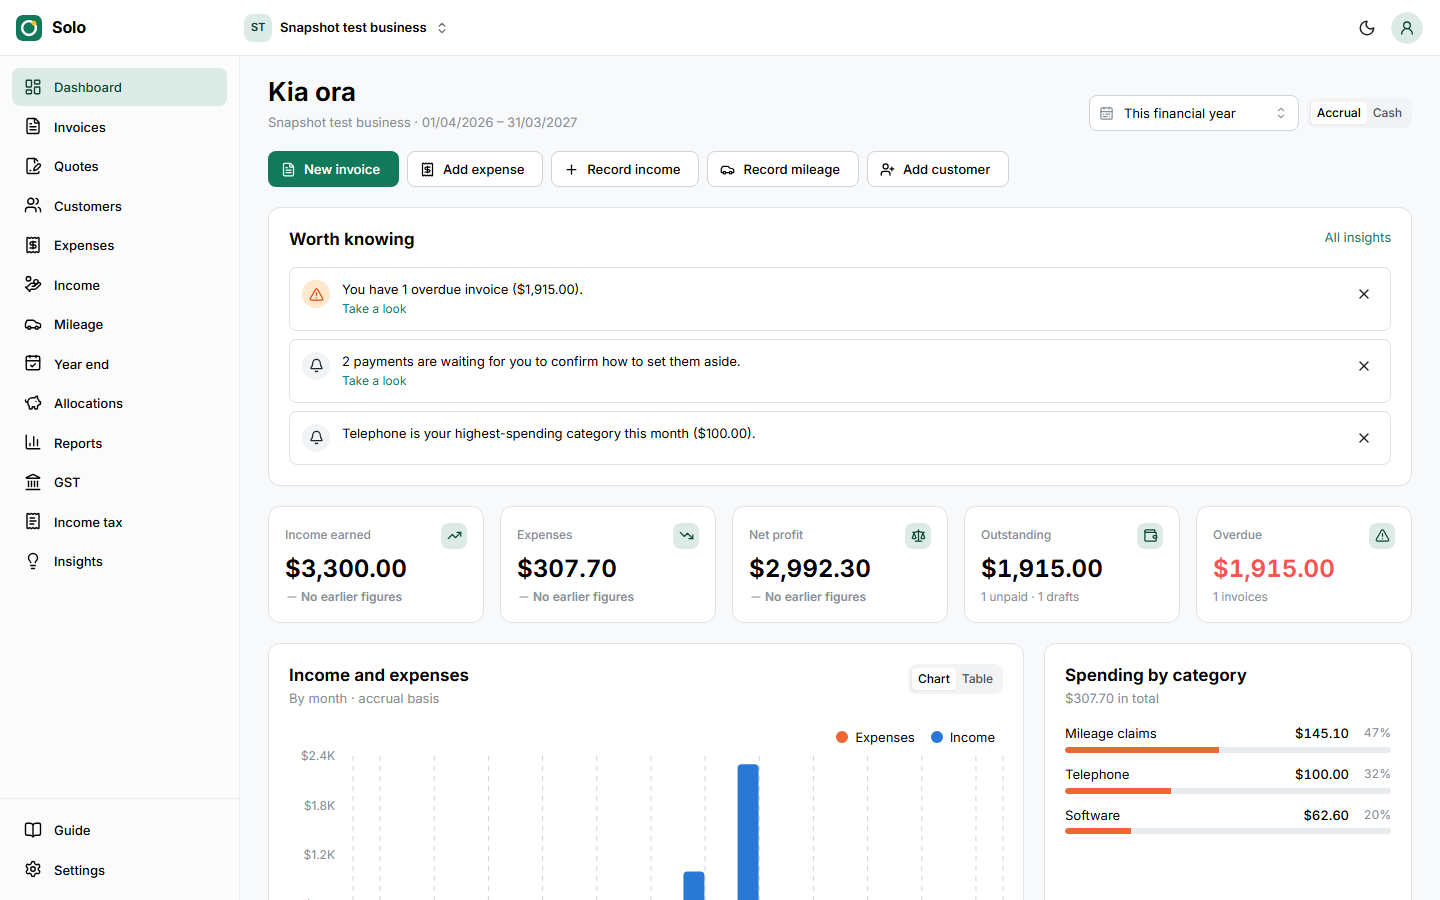 Solo
ST Snapshot test business
Dashboard
Invoices
Quotes
Customers
Expenses
Income
Mileage
Year end
Allocations
Reports
GST
Income tax
Insights
Guide
Settings
Kia ora
Snapshot test business · 01/04/2026 – 31/03/2027
This financial year
Accrual Cash
New invoice
Add expense
Record income
Record mileage
Add customer
Worth knowing
All insights
You have 1 overdue invoice ($1,915.00).
Take a look
2 payments are waiting for you to confirm how to set them aside.
Take a look
Telephone is your highest-spending category this month ($100.00).
Income earned
$3,300.00
— No earlier figures
Expenses
$307.70
— No earlier figures
Net profit
$2,992.30
— No earlier figures
Outstanding
$1,915.00
1 unpaid · 1 drafts
Overdue
$1,915.00
1 invoices
Income and expenses
By month · accrual basis
Chart Table
Expenses Income
$2.4K
$1.8K
$1.2K
Spending by category
$307.70 in total
Mileage claims $145.10 47%
Telephone $100.00 32%
Software $62.60 20%